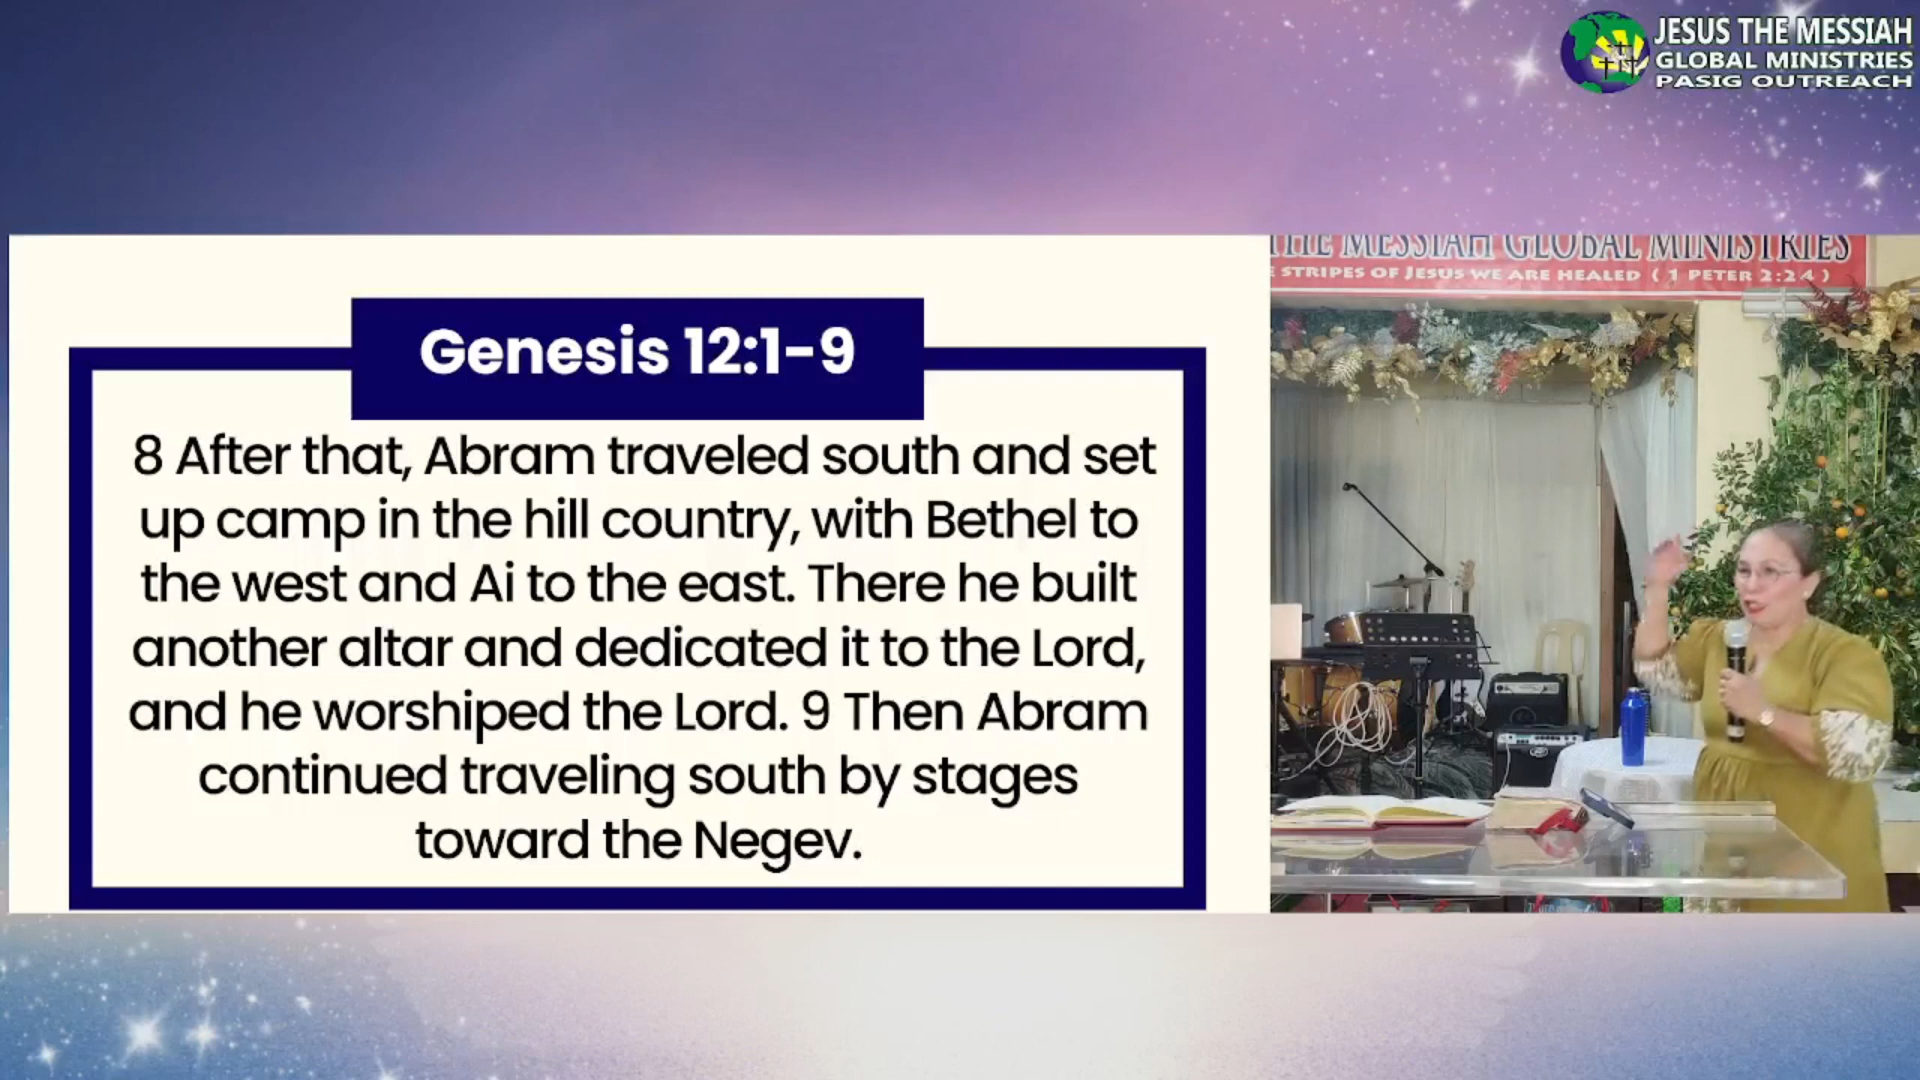 JESUS THE MESSIAH
GLOBAL MINISTRIES
PASIG OUTREACH
THE MESSIAH GLOBAL MINISTRIES
STRIPES OF JESUS WE ARE HEALED ( 1 PETER 2:24 )
Genesis 12:1-9
8 After that, Abram traveled south and set
up camp in the hill country, with Bethel to
the west and Ai to the east. There he built
another altar and dedicated it to the Lord,
and he worshiped the Lord. 9 Then Abram
continued traveling south by stages
toward the Negev.